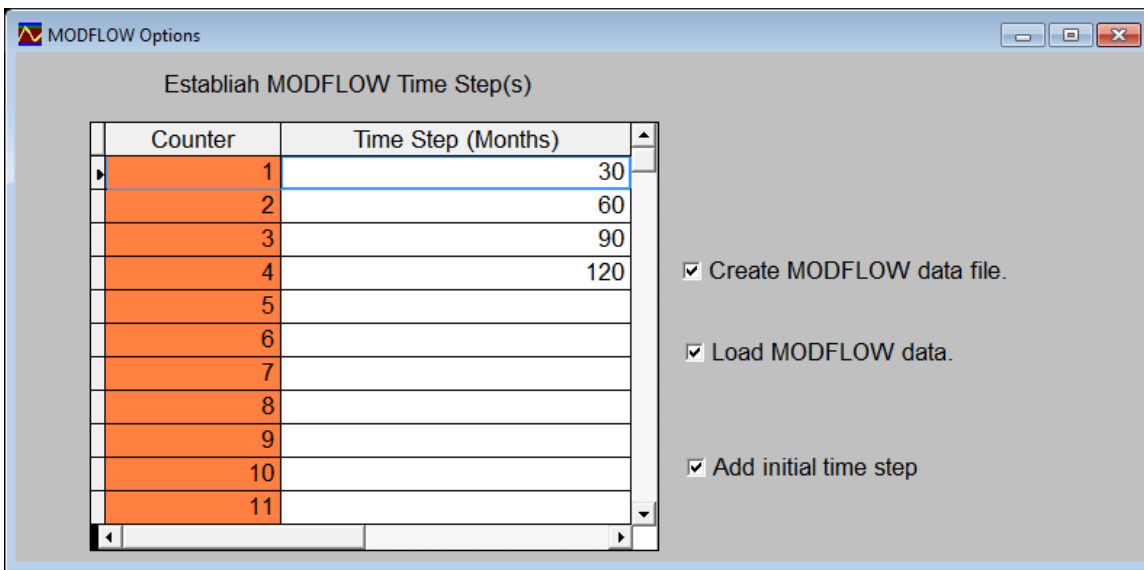 MODFLOW Options
Establiah MODFLOW Time Step(s)
Counter Time Step (Months)
1 30
2 60
3 90
4 120
5
6
7
8
9
10
11
Create MODFLOW data file.
Load MODFLOW data.
Add initial time step